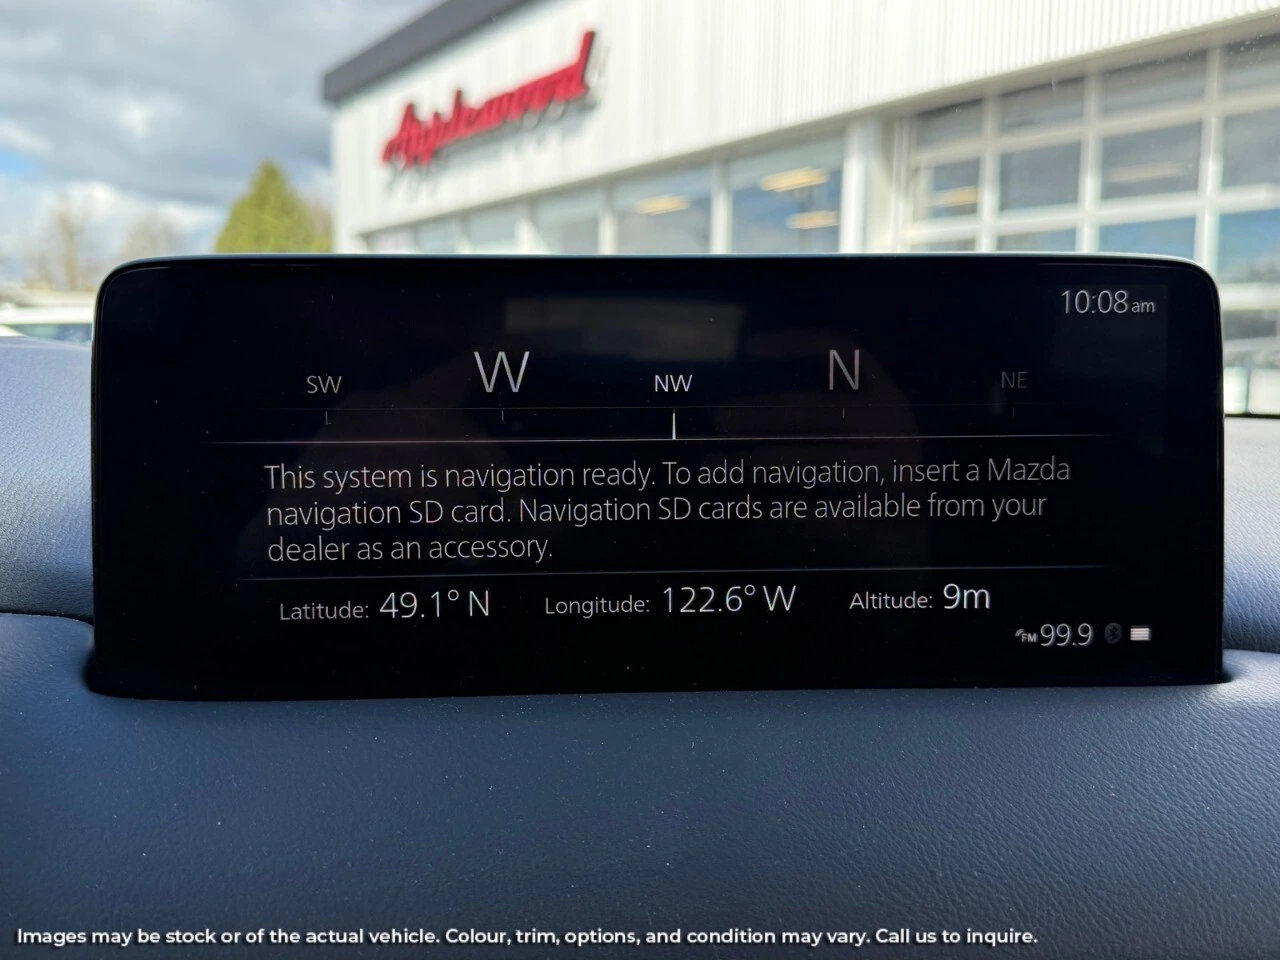 Applewood
10:08am
SW W NW N NE
This system is navigation ready. To add navigation, insert a Mazda
navigation SD card. Navigation SD cards are available from your
dealer as an accessory.
Latitude: 49.1° N Longitude: 122.6° W Altitude: 9m
FM 99.9
Images may be stock or of the actual vehicle. Colour, trim, options, and condition may vary. Call us to inquire.